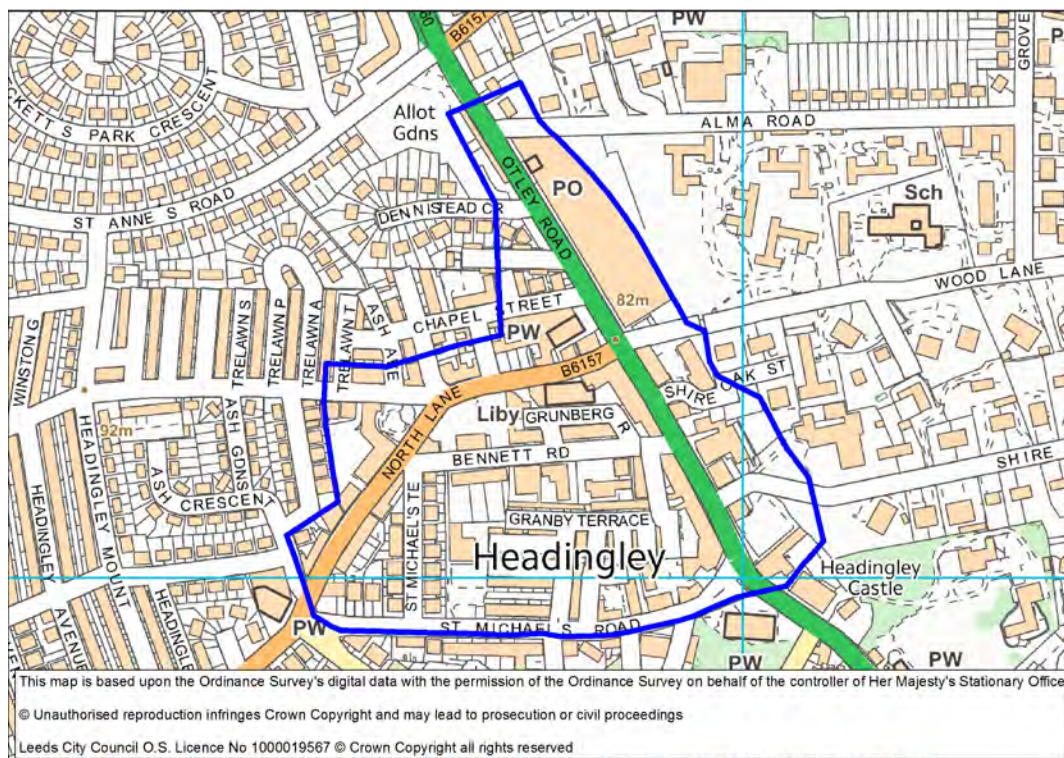 60
B6157
PW
GROVE
P
CKETT S PARK CRESCENT
Allot
Gdns
ALMA ROAD
OTLEY ROAD
PO
Sch
ST ANNE'S ROAD
DENNISTEAD CR
WOOD LANE
82m
CHAPEL STREET
PW
B6157
WINSTON G
TRELAWN S
TRELAWN P
TRELAWN A
TRELAWN T
ASH AVE
SHIRE OAK ST
Liby
GRUNBERG
R
NORTH LANE
92m
HEADINGLEY MOUNT
ASH GDNS
BENNETT RD
SHIRE
ASH
CRESCENT
HEADINGLEY
ST MICHAEL'S TE
GRANBY TERRACE
Headingley
Headingley
Castle
AVENUE
HEADINGLE
PW
ST MICHAEL'S ROAD
PW
PW
This map is based upon the Ordinance Survey's digital data with the permission of the Ordinance Survey on behalf of the controller of Her Majesty's Stationary Office
© Unauthorised reproduction infringes Crown Copyright and may lead to prosecution or civil proceedings
Leeds City Council O.S. Licence No 1000019567 © Crown Copyright all rights reserved